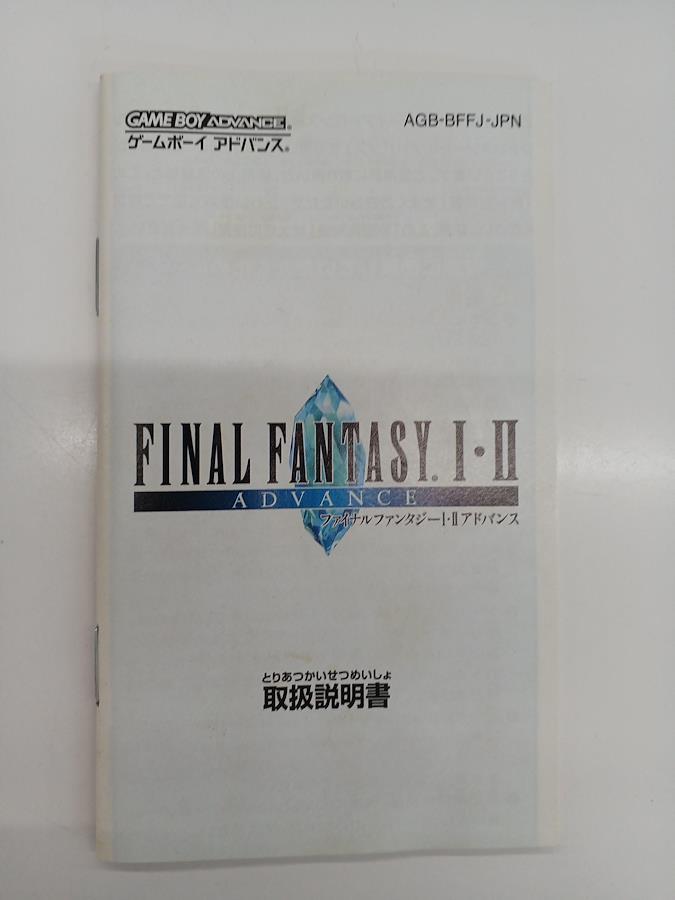 GAME BOY ADVANCE®
AGB-BFFJ-JPN
ゲームボーイ アドバンス®
FINAL FANTASY® I・II
ADVANCE
ファイナルファンタジーI・IIアドバンス
とりあつかいせつめいしょ
取扱説明書